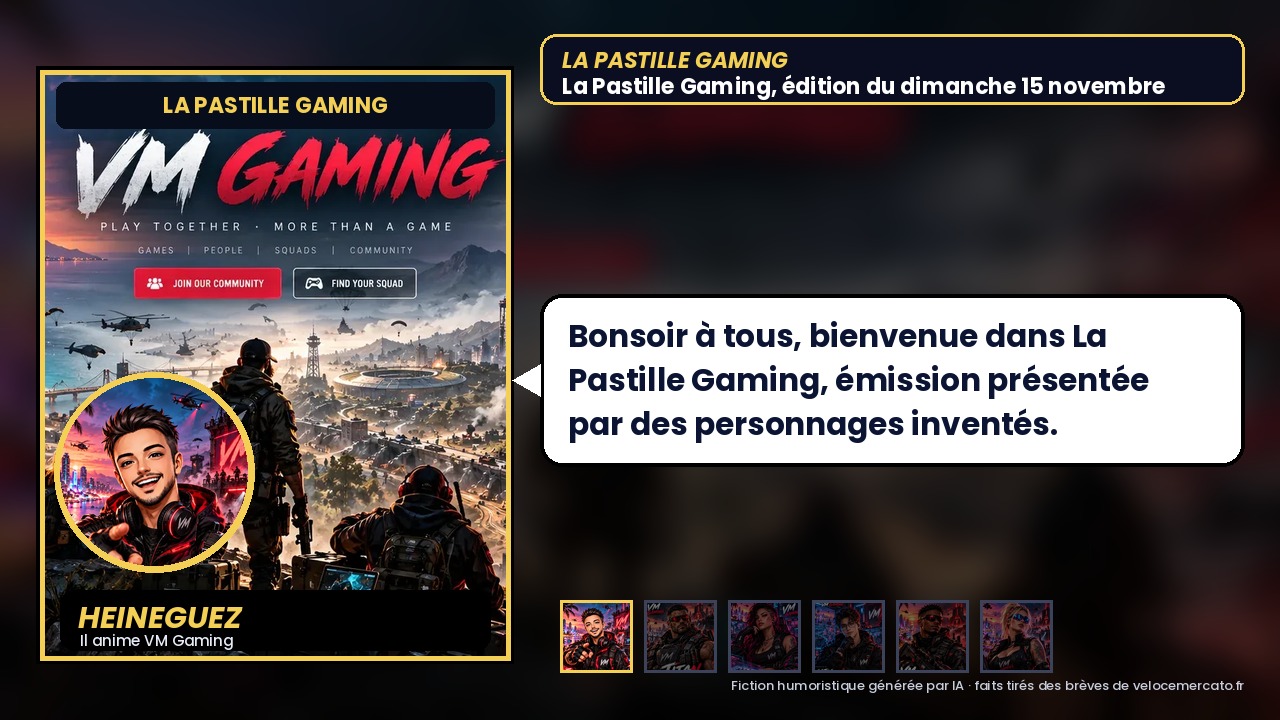 LA PASTILLE GAMING
VM GAMING
PLAY TOGETHER · MORE THAN A GAME
GAMES | PEOPLE | SQUADS | COMMUNITY
JOIN OUR COMMUNITY
FIND YOUR SQUAD
HEINEGUEZ
Il anime VM Gaming
LA PASTILLE GAMING
La Pastille Gaming, édition du dimanche 15 novembre
Bonsoir à tous, bienvenue dans La
Pastille Gaming, émission présentée
par des personnages inventés.
Fiction humoristique générée par IA · faits tirés des brèves de velocemercato.fr